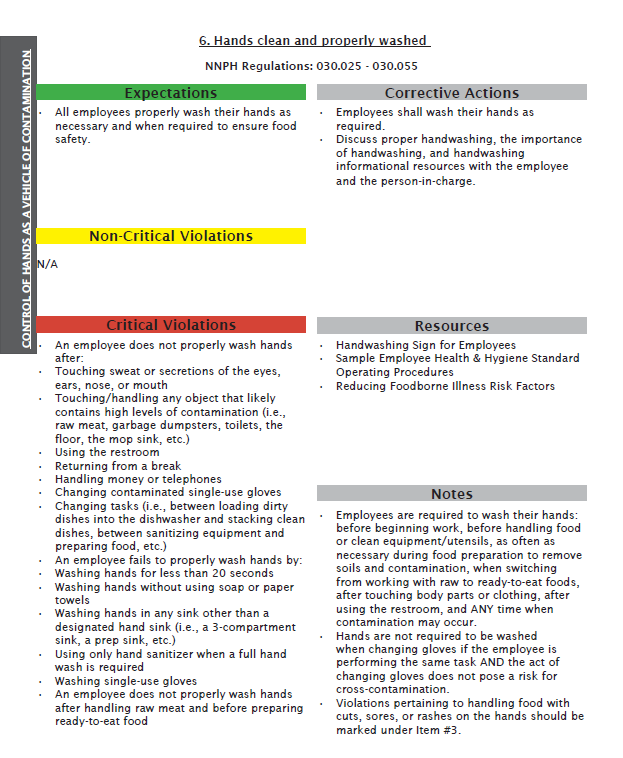 6. Hands clean and properly washed
NNPH Regulations: 030.025 - 030.055
CONTROL OF HANDS AS A VEHICLE OF CONTAMINATION
Expectations
· All employees properly wash their hands as
necessary and when required to ensure food
safety.
Non-Critical Violations
N/A
Critical Violations
· An employee does not properly wash hands
after:
· Touching sweat or secretions of the eyes,
ears, nose, or mouth
· Touching/handling any object that likely
contains high levels of contamination (i.e.,
raw meat, garbage dumpsters, toilets, the
floor, the mop sink, etc.)
· Using the restroom
· Returning from a break
· Handling money or telephones
· Changing contaminated single-use gloves
· Changing tasks (i.e., between loading dirty
dishes into the dishwasher and stacking clean
dishes, between sanitizing equipment and
preparing food, etc.)
· An employee fails to properly wash hands by:
· Washing hands for less than 20 seconds
· Washing hands without using soap or paper
towels
· Washing hands in any sink other than a
designated hand sink (i.e., a 3-compartment
sink, a prep sink, etc.)
· Using only hand sanitizer when a full hand
wash is required
· Washing single-use gloves
· An employee does not properly wash hands
after handling raw meat and before preparing
ready-to-eat food
Corrective Actions
· Employees shall wash their hands as
required.
· Discuss proper handwashing, the importance
of handwashing, and handwashing
informational resources with the employee
and the person-in-charge.
Resources
· Handwashing Sign for Employees
· Sample Employee Health & Hygiene Standard
Operating Procedures
· Reducing Foodborne Illness Risk Factors
Notes
· Employees are required to wash their hands:
before beginning work, before handling food
or clean equipment/utensils, as often as
necessary during food preparation to remove
soils and contamination, when switching
from working with raw to ready-to-eat foods,
after touching body parts or clothing, after
using the restroom, and ANY time when
contamination may occur.
· Hands are not required to be washed
when changing gloves if the employee is
performing the same task AND the act of
changing gloves does not pose a risk for
cross-contamination.
· Violations pertaining to handling food with
cuts, sores, or rashes on the hands should be
marked under Item #3.